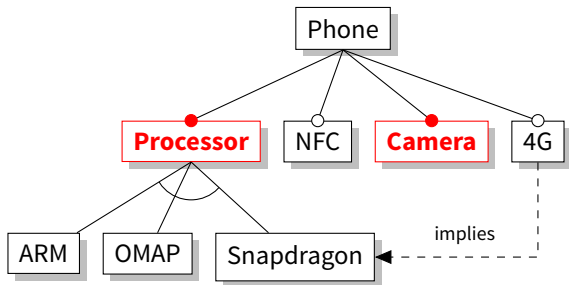 Phone
Processor
NFC
Camera
4G
implies
ARM
OMAP
Snapdragon